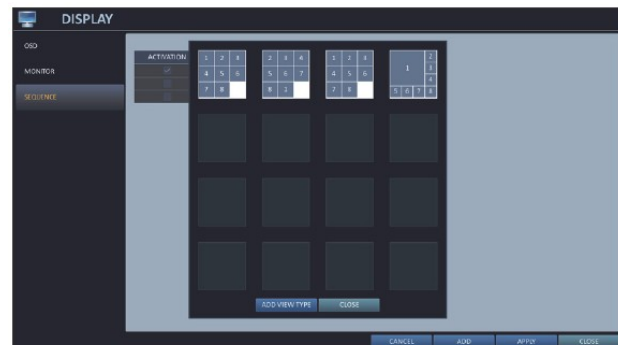 DISPLAY
OSD
MONITOR
SEQUENCE
ACTIVATION
1 2 3
4 5 6
7 8
2 3 4
5 6 7
8 1
1 2 3
4 5 6
7 8
1 2
3
4
5 6 7 8
ADD VIEW TYPE CLOSE
CANCEL ADD APPLY CLOSE